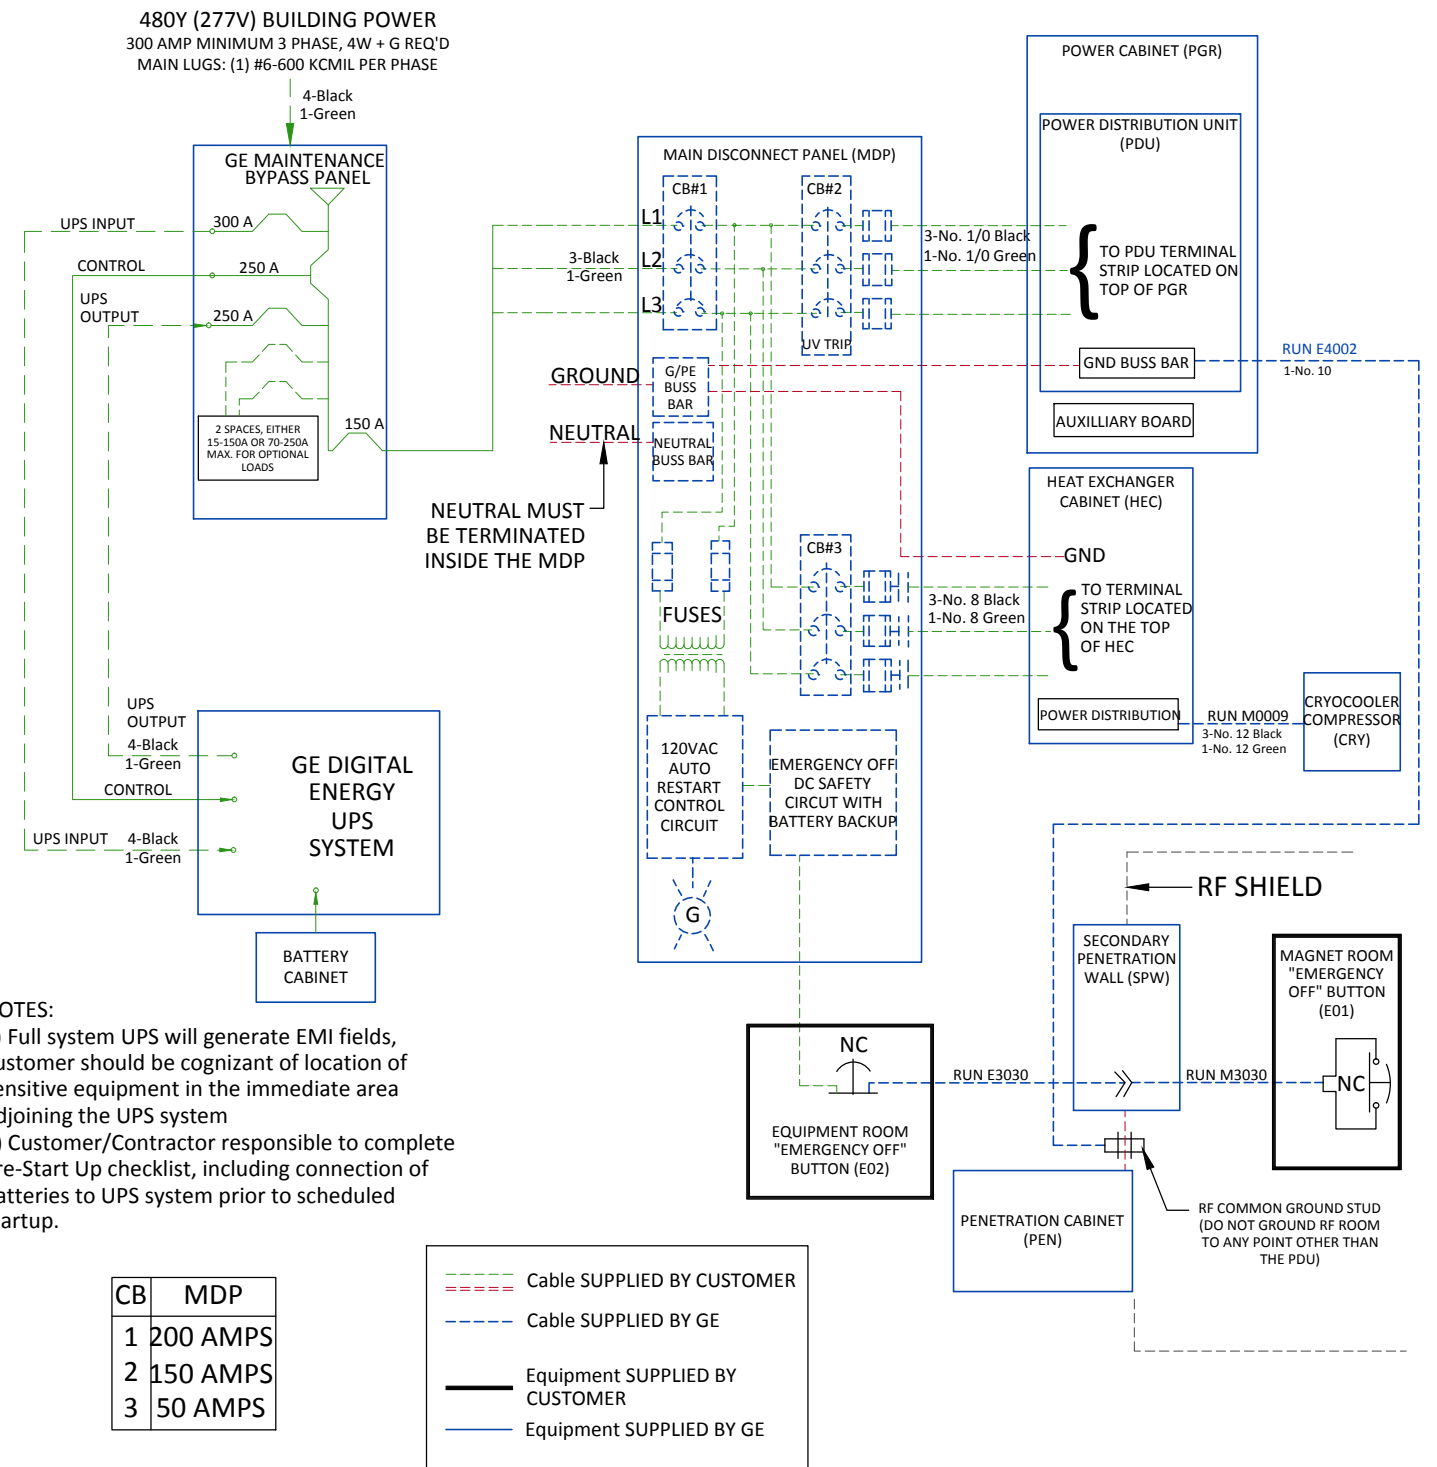 480Y (277V) BUILDING POWER
300 AMP MINIMUM 3 PHASE, 4W + G REQ'D
MAIN LUGS: (1) #6-600 KCMIL PER PHASE
4-Black
1-Green
GE MAINTENANCE
BYPASS PANEL
UPS INPUT
300 A
CONTROL
250 A
UPS
OUTPUT
250 A
2 SPACES, EITHER
15-150A OR 70-250A
MAX. FOR OPTIONAL
LOADS
150 A
MAIN DISCONNECT PANEL (MDP)
CB#1
CB#2
L1
L2
L3
3-Black
1-Green
UV TRIP
GROUND
G/PE
BUSS
BAR
NEUTRAL
NEUTRAL
BUSS BAR
NEUTRAL MUST
BE TERMINATED
INSIDE THE MDP
FUSES
CB#3
120VAC
AUTO
RESTART
CONTROL
CIRCUIT
EMERGENCY OFF
DC SAFETY
CIRCUT WITH
BATTERY BACKUP
G
POWER CABINET (PGR)
POWER DISTRIBUTION UNIT
(PDU)
3-No. 1/0 Black
1-No. 1/0 Green
TO PDU TERMINAL
STRIP LOCATED ON
TOP OF PGR
GND BUSS BAR
RUN E4002
1-No. 10
AUXILLIARY BOARD
HEAT EXCHANGER
CABINET (HEC)
GND
3-No. 8 Black
1-No. 8 Green
TO TERMINAL
STRIP LOCATED
ON THE TOP
OF HEC
POWER DISTRIBUTION
RUN M0009
3-No. 12 Black
1-No. 12 Green
CRYOCOOLER
COMPRESSOR
(CRY)
UPS
OUTPUT
4-Black
1-Green
CONTROL
UPS INPUT
4-Black
1-Green
GE DIGITAL
ENERGY
UPS
SYSTEM
BATTERY
CABINET
RF SHIELD
SECONDARY
PENETRATION
WALL (SPW)
MAGNET ROOM
"EMERGENCY
OFF" BUTTON
(E01)
NC
NC
RUN E3030
RUN M3030
EQUIPMENT ROOM
"EMERGENCY OFF"
BUTTON (E02)
PENETRATION CABINET
(PEN)
RF COMMON GROUND STUD
(DO NOT GROUND RF ROOM
TO ANY POINT OTHER THAN
THE PDU)
OTES:
) Full system UPS will generate EMI fields,
ustomer should be cognizant of location of
ensitive equipment in the immediate area
djoining the UPS system
) Customer/Contractor responsible to complete
re-Start Up checklist, including connection of
atteries to UPS system prior to scheduled
artup.
CB MDP
1 200 AMPS
2 150 AMPS
3 50 AMPS
Cable SUPPLIED BY CUSTOMER
Cable SUPPLIED BY GE
Equipment SUPPLIED BY
CUSTOMER
Equipment SUPPLIED BY GE